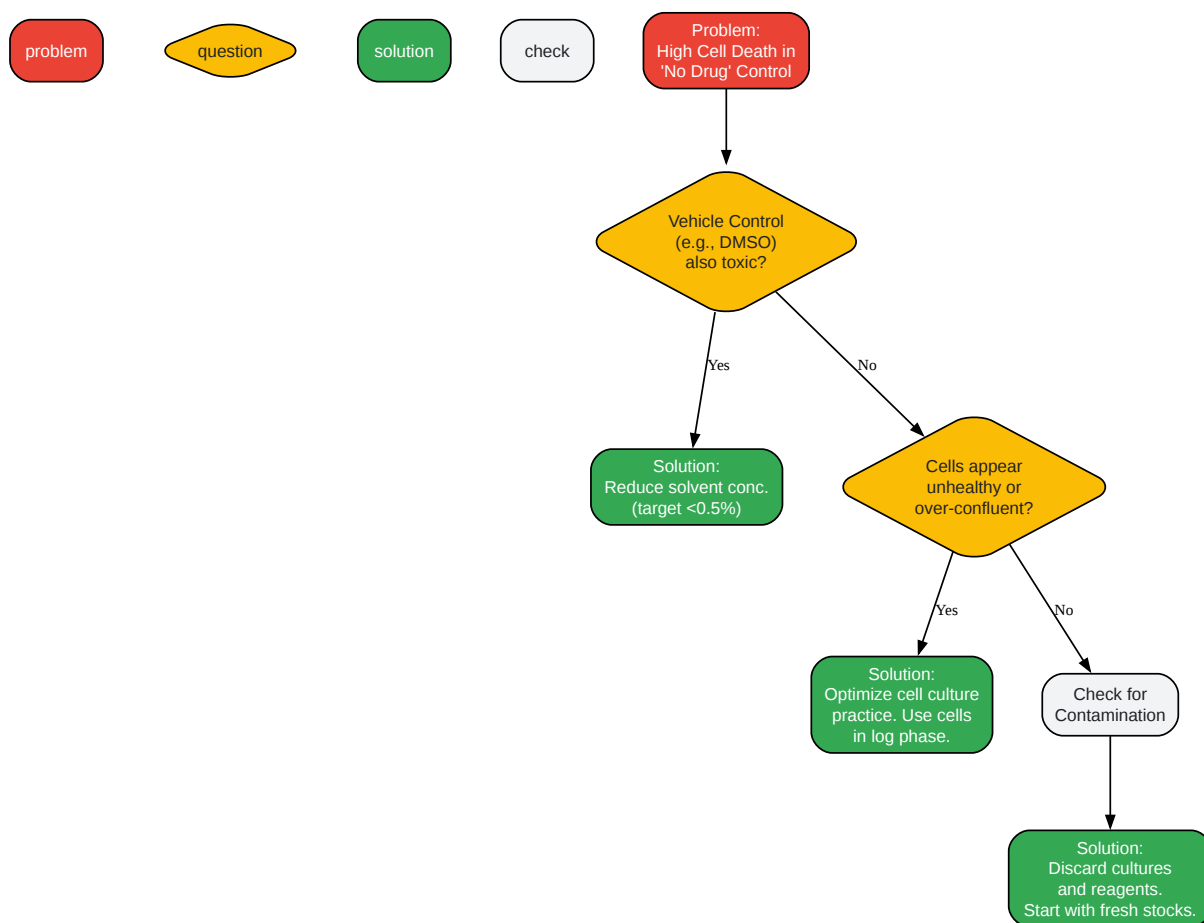 problem
question
solution
check
Problem:
High Cell Death in
'No Drug' Control
Vehicle Control
(e.g., DMSO)
also toxic?
Yes
No
Solution:
Reduce solvent conc.
(target <0.5%)
Cells appear
unhealthy or
over-confluent?
Yes
No
Solution:
Optimize cell culture
practice. Use cells
in log phase.
Check for
Contamination
Solution:
Discard cultures
and reagents.
Start with fresh stocks.